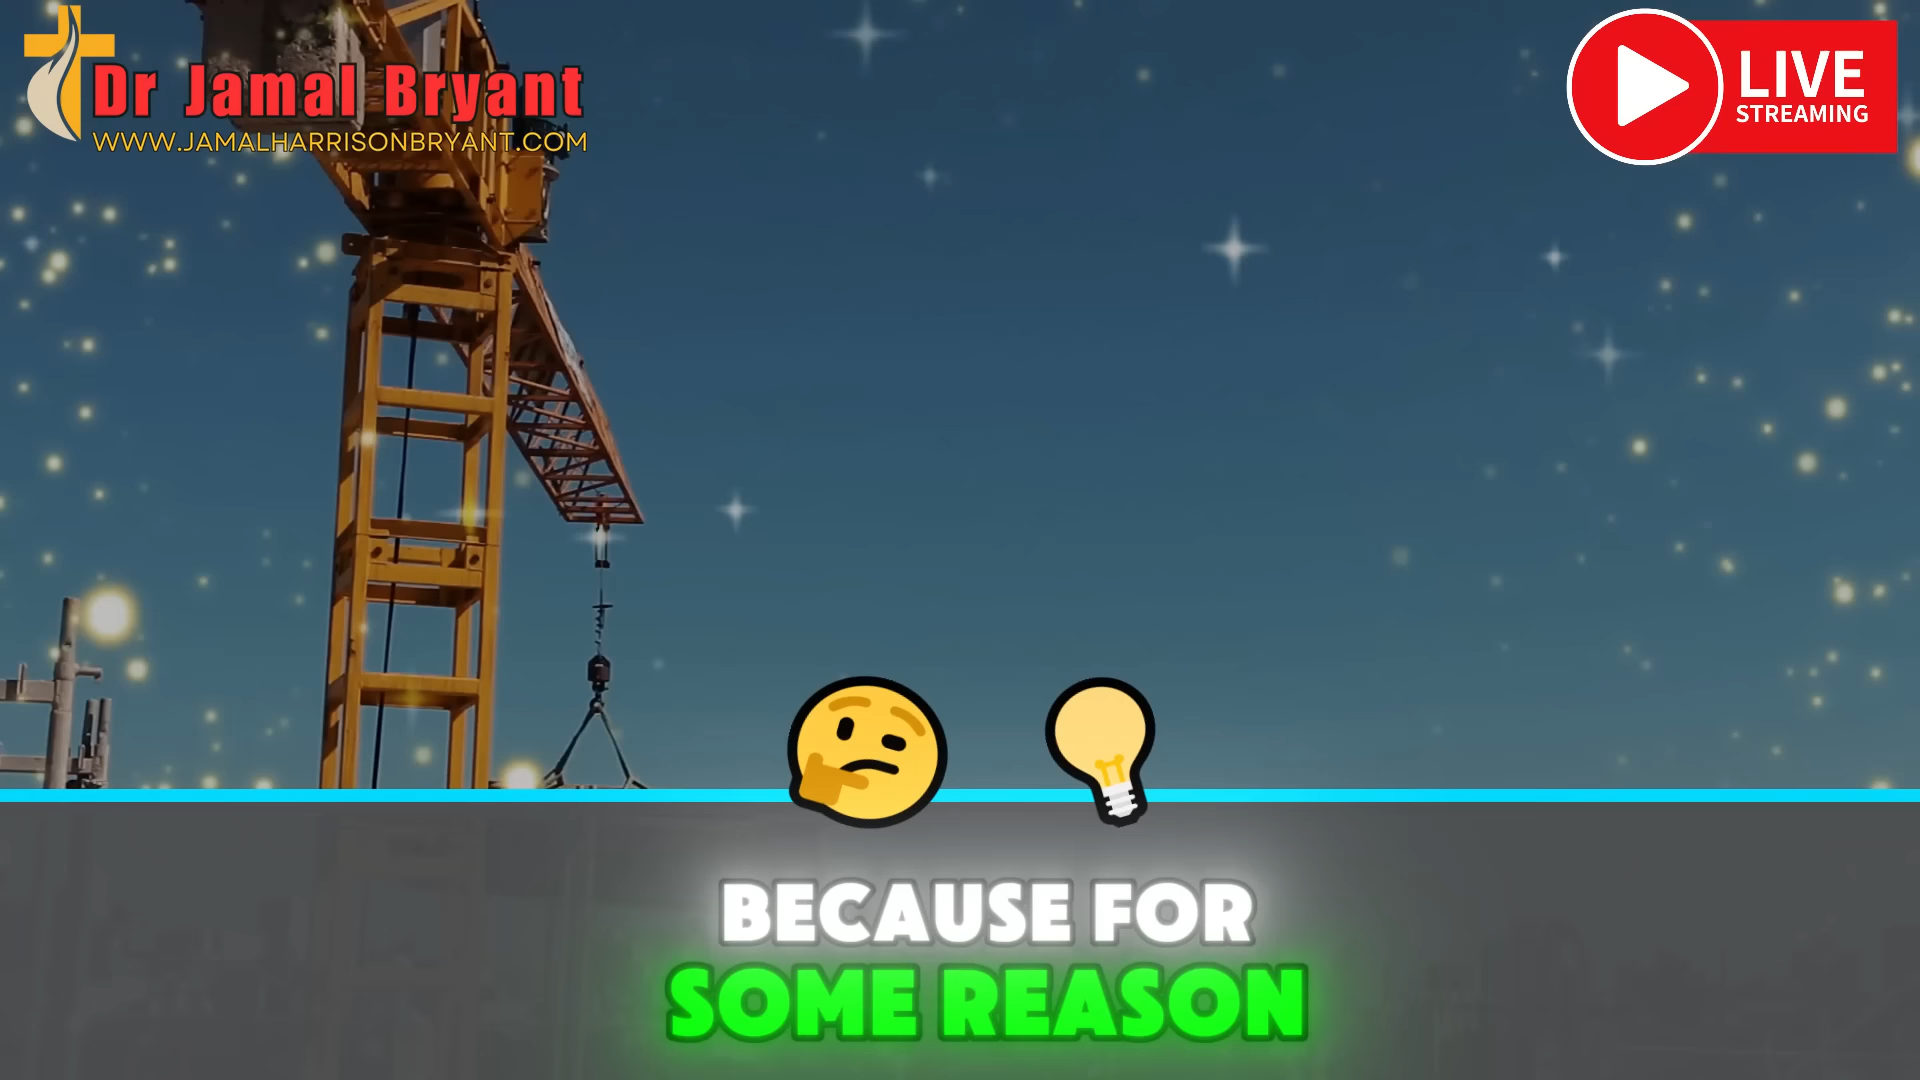 Dr Jamal Bryant
WWW.JAMALHARRISONBRYANT.COM
LIVE
STREAMING
BECAUSE FOR
SOME REASON